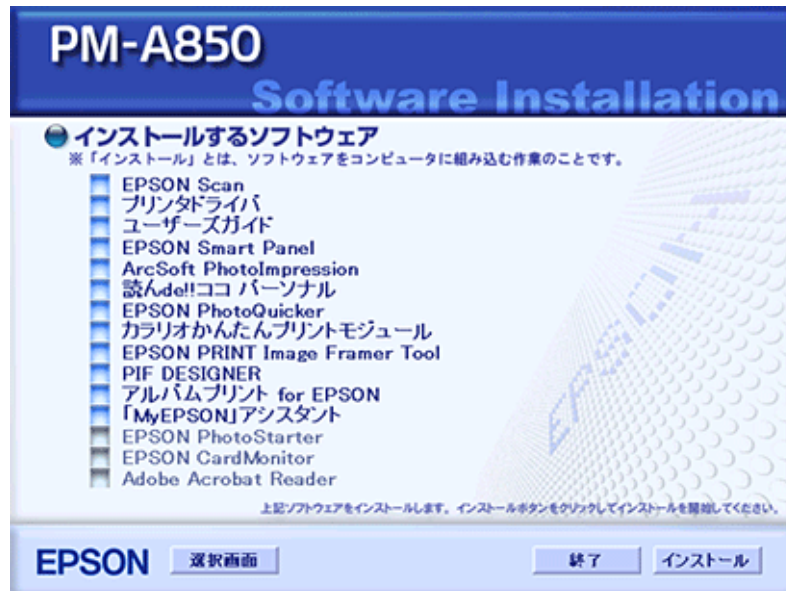 PM-A850
Software Installation
インストールするソフトウェア
※「インストール」とは、ソフトウェアをコンピュータに組み込む作業のことです。
EPSON Scan
プリンタドライバ
ユーザーズガイド
EPSON Smart Panel
ArcSoft PhotoImpression
読んde!!ココ パーソナル
EPSON PhotoQuicker
カラリオかんたんプリントモジュール
EPSON PRINT Image Framer Tool
PIF DESIGNER
アルバムプリント for EPSON
「MyEPSON」アシスタント
EPSON PhotoStarter
EPSON CardMonitor
Adobe Acrobat Reader
EPSON
上記ソフトウェアをインストールします。インストールボタンをクリックしてインストールを開始してください。
EPSON 選択画面 終了 インストール